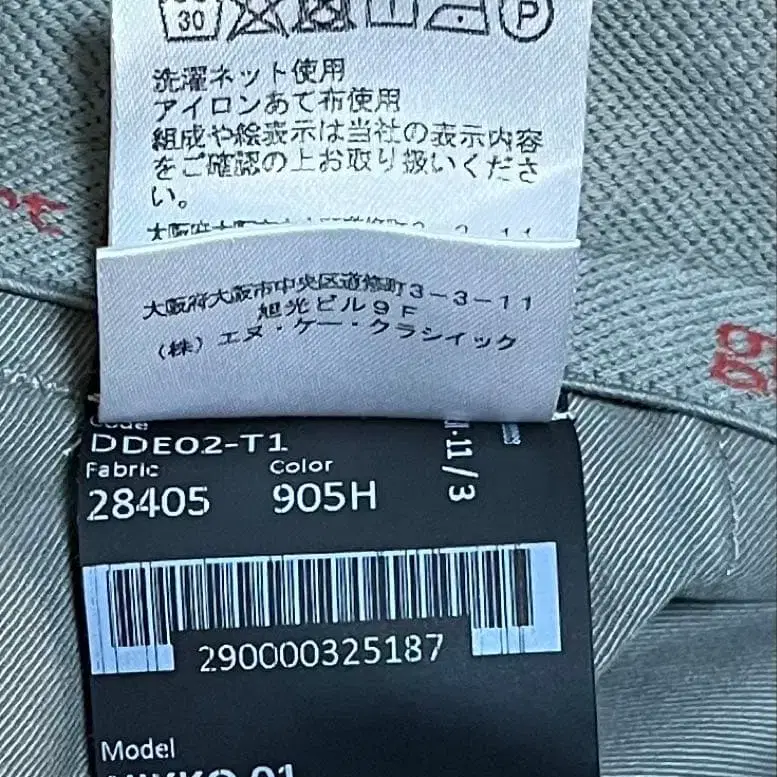 30
P
洗濯ネット使用
アイロンあて布使用
組成や絵表示は当社の表示内容
をご確認の上お取り扱いくださ
い。
大阪府大阪市中央区道修町3-3-11
旭光ビル9F
(株)エヌ・ケー・クラシィック
Code
DDE02-T1
Fabric Color
28405 905H
11/3
290000325187
Model